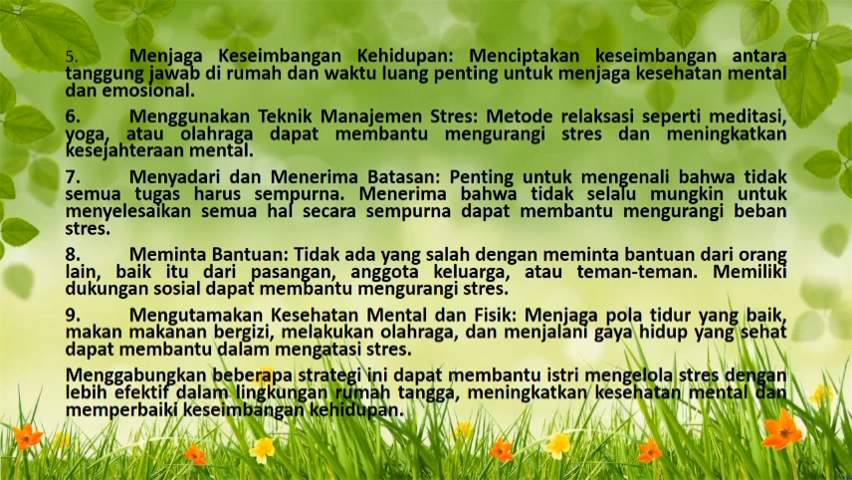 5. Menjaga Keseimbangan Kehidupan: Menciptakan keseimbangan antara
tanggung jawab di rumah dan waktu luang penting untuk menjaga kesehatan mental
dan emosional.
6. Menggunakan Teknik Manajemen Stres: Metode relaksasi seperti meditasi,
yoga, atau olahraga dapat membantu mengurangi stres dan meningkatkan
kesejahteraan mental.
7. Menyadari dan Menerima Batasan: Penting untuk mengenali bahwa tidak
semua tugas harus sempurna. Menerima bahwa tidak selalu mungkin untuk
menyelesaikan semua hal secara sempurna dapat membantu mengurangi beban
stres.
8. Meminta Bantuan: Tidak ada yang salah dengan meminta bantuan dari orang
lain, baik itu dari pasangan, anggota keluarga, atau teman-teman. Memiliki
dukungan sosial dapat membantu mengurangi stres.
9. Mengutamakan Kesehatan Mental dan Fisik: Menjaga pola tidur yang baik,
makan makanan bergizi, melakukan olahraga, dan menjalani gaya hidup yang sehat
dapat membantu dalam mengatasi stres.
Menggabungkan beberapa strategi ini dapat membantu istri mengelola stres dengan
lebih efektif dalam lingkungan rumah tangga, meningkatkan kesehatan mental dan
memperbaiki keseimbangan kehidupan.